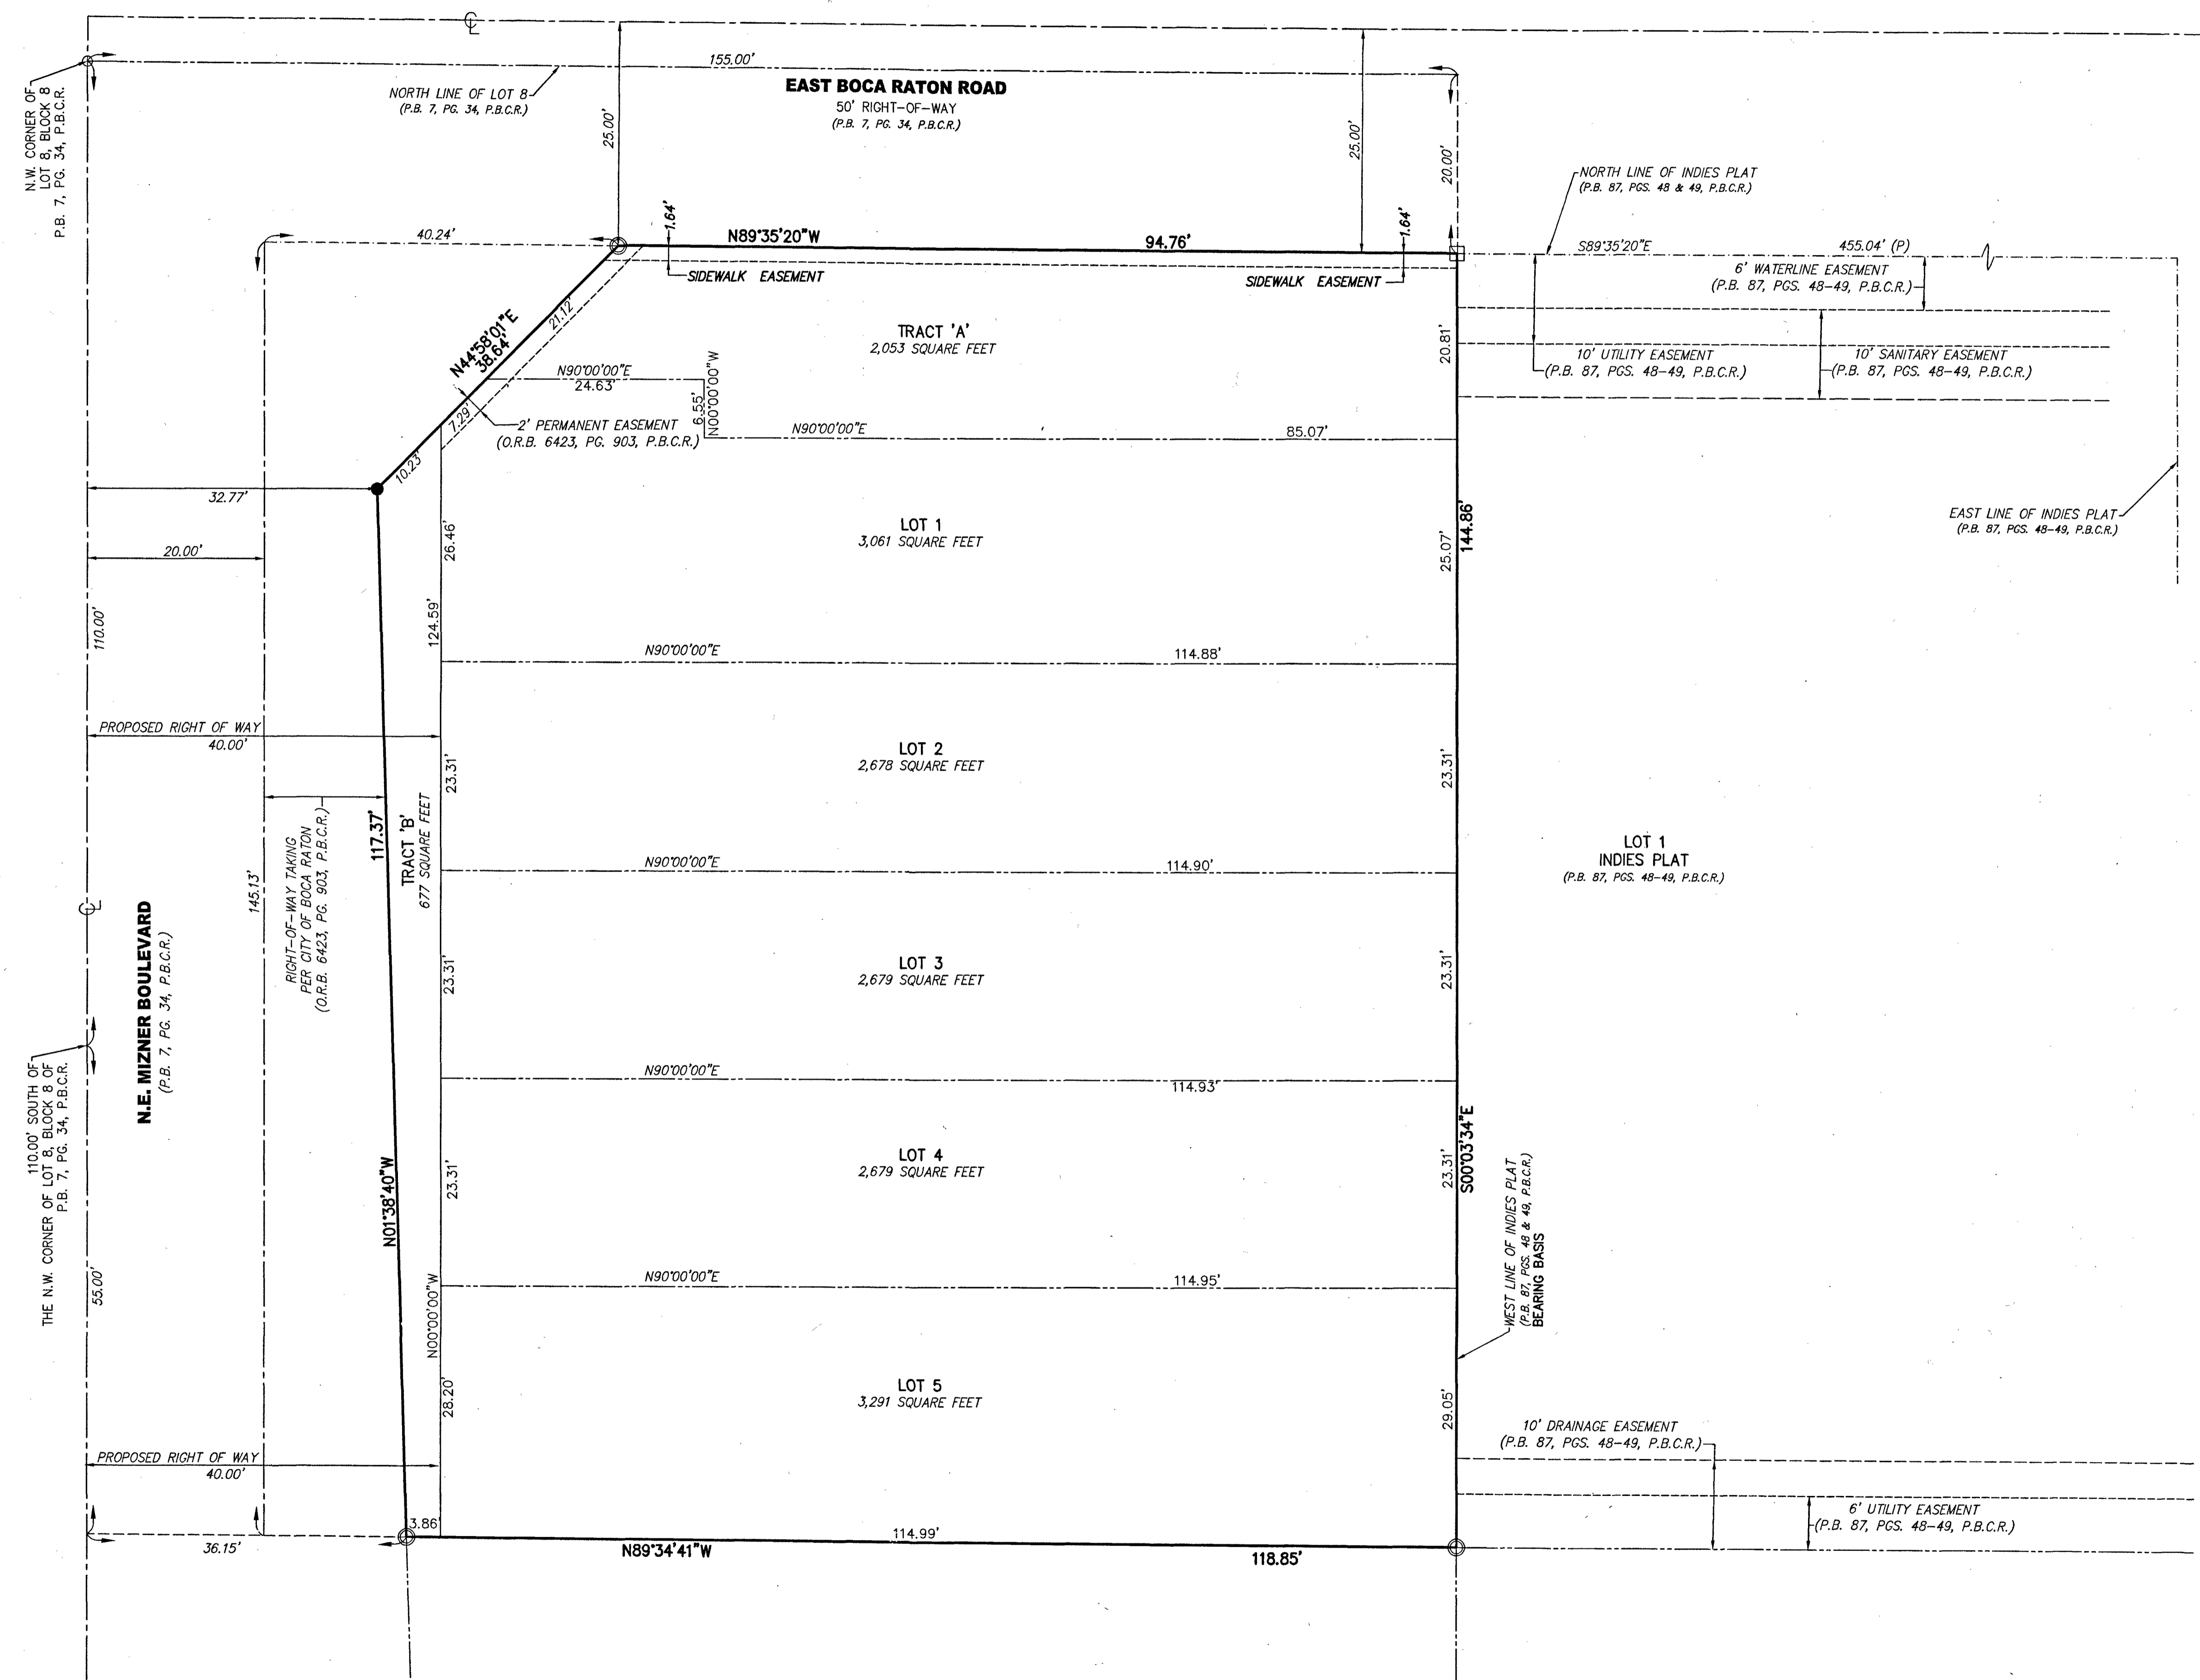 ℄
155.00'
NORTH LINE OF LOT 8
(P.B. 7, PG. 34, P.B.C.R.)
EAST BOCA RATON ROAD
50' RIGHT-OF-WAY
(P.B. 7, PG. 34, P.B.C.R.)
N.W. CORNER OF
LOT 8, BLOCK 8
P.B. 7, PG. 34, P.B.C.R.
25.00'
25.00'
20.00'
NORTH LINE OF INDIES PLAT
(P.B. 87, PGS. 48 & 49, P.B.C.R.)
40.24'
1.64'
N89°35'20"W
94.76'
1.64'
S89°35'20"E
455.04' (P)
SIDEWALK EASEMENT
SIDEWALK EASEMENT
6' WATERLINE EASEMENT
(P.B. 87, PGS. 48-49, P.B.C.R.)
N44°58'01"E
38.64'
21.12'
TRACT 'A'
2,053 SQUARE FEET
20.81'
10' UTILITY EASEMENT
(P.B. 87, PGS. 48-49, P.B.C.R.)
10' SANITARY EASEMENT
(P.B. 87, PGS. 48-49, P.B.C.R.)
N90°00'00"E
24.63'
6.55'
N00°00'00"W
7.29'
2' PERMANENT EASEMENT
(O.R.B. 6423, PG. 903, P.B.C.R.)
N90°00'00"E
85.07'
10.23'
32.77'
EAST LINE OF INDIES PLAT
(P.B. 87, PGS. 48-49, P.B.C.R.)
20.00'
26.46'
LOT 1
3,061 SQUARE FEET
25.07'
144.86'
110.00'
124.59'
N90°00'00"E
114.88'
PROPOSED RIGHT OF WAY
40.00'
23.31'
LOT 2
2,678 SQUARE FEET
23.31'
117.37'
TRACT 'B'
677 SQUARE FEET
RIGHT-OF-WAY TAKING
PER CITY OF BOCA RATON
(O.R.B. 6423, PG. 903, P.B.C.R.)
145.13'
N90°00'00"E
114.90'
LOT 1
INDIES PLAT
(P.B. 87, PGS. 48-49, P.B.C.R.)
℄
N.E. MIZNER BOULEVARD
(P.B. 7, PG. 34, P.B.C.R.)
23.31'
LOT 3
2,679 SQUARE FEET
23.31'
N90°00'00"E
114.93'
110.00' SOUTH OF
THE N.W. CORNER OF LOT 8, BLOCK 8 OF
P.B. 7, PG. 34, P.B.C.R.
N01°38'40"W
23.31'
LOT 4
2,679 SQUARE FEET
23.31'
S00°03'34"E
WEST LINE OF INDIES PLAT
(P.B. 87, PGS. 48 & 49, P.B.C.R.)
BEARING BASIS
55.00'
N00°00'00"W
N90°00'00"E
114.95'
28.20'
LOT 5
3,291 SQUARE FEET
29.05'
10' DRAINAGE EASEMENT
(P.B. 87, PGS. 48-49, P.B.C.R.)
PROPOSED RIGHT OF WAY
40.00'
6' UTILITY EASEMENT
(P.B. 87, PGS. 48-49, P.B.C.R.)
36.15'
3.86'
N89°34'41"W
114.99'
118.85'